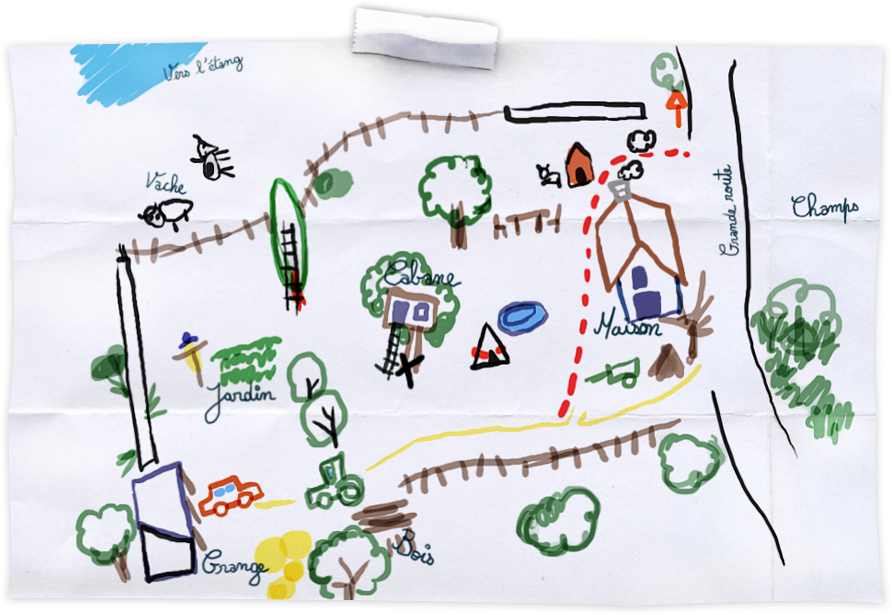 Vers l'étang
Vache
Champs
Grande route
Cabane
Maison
Jardin
Bois
Grange